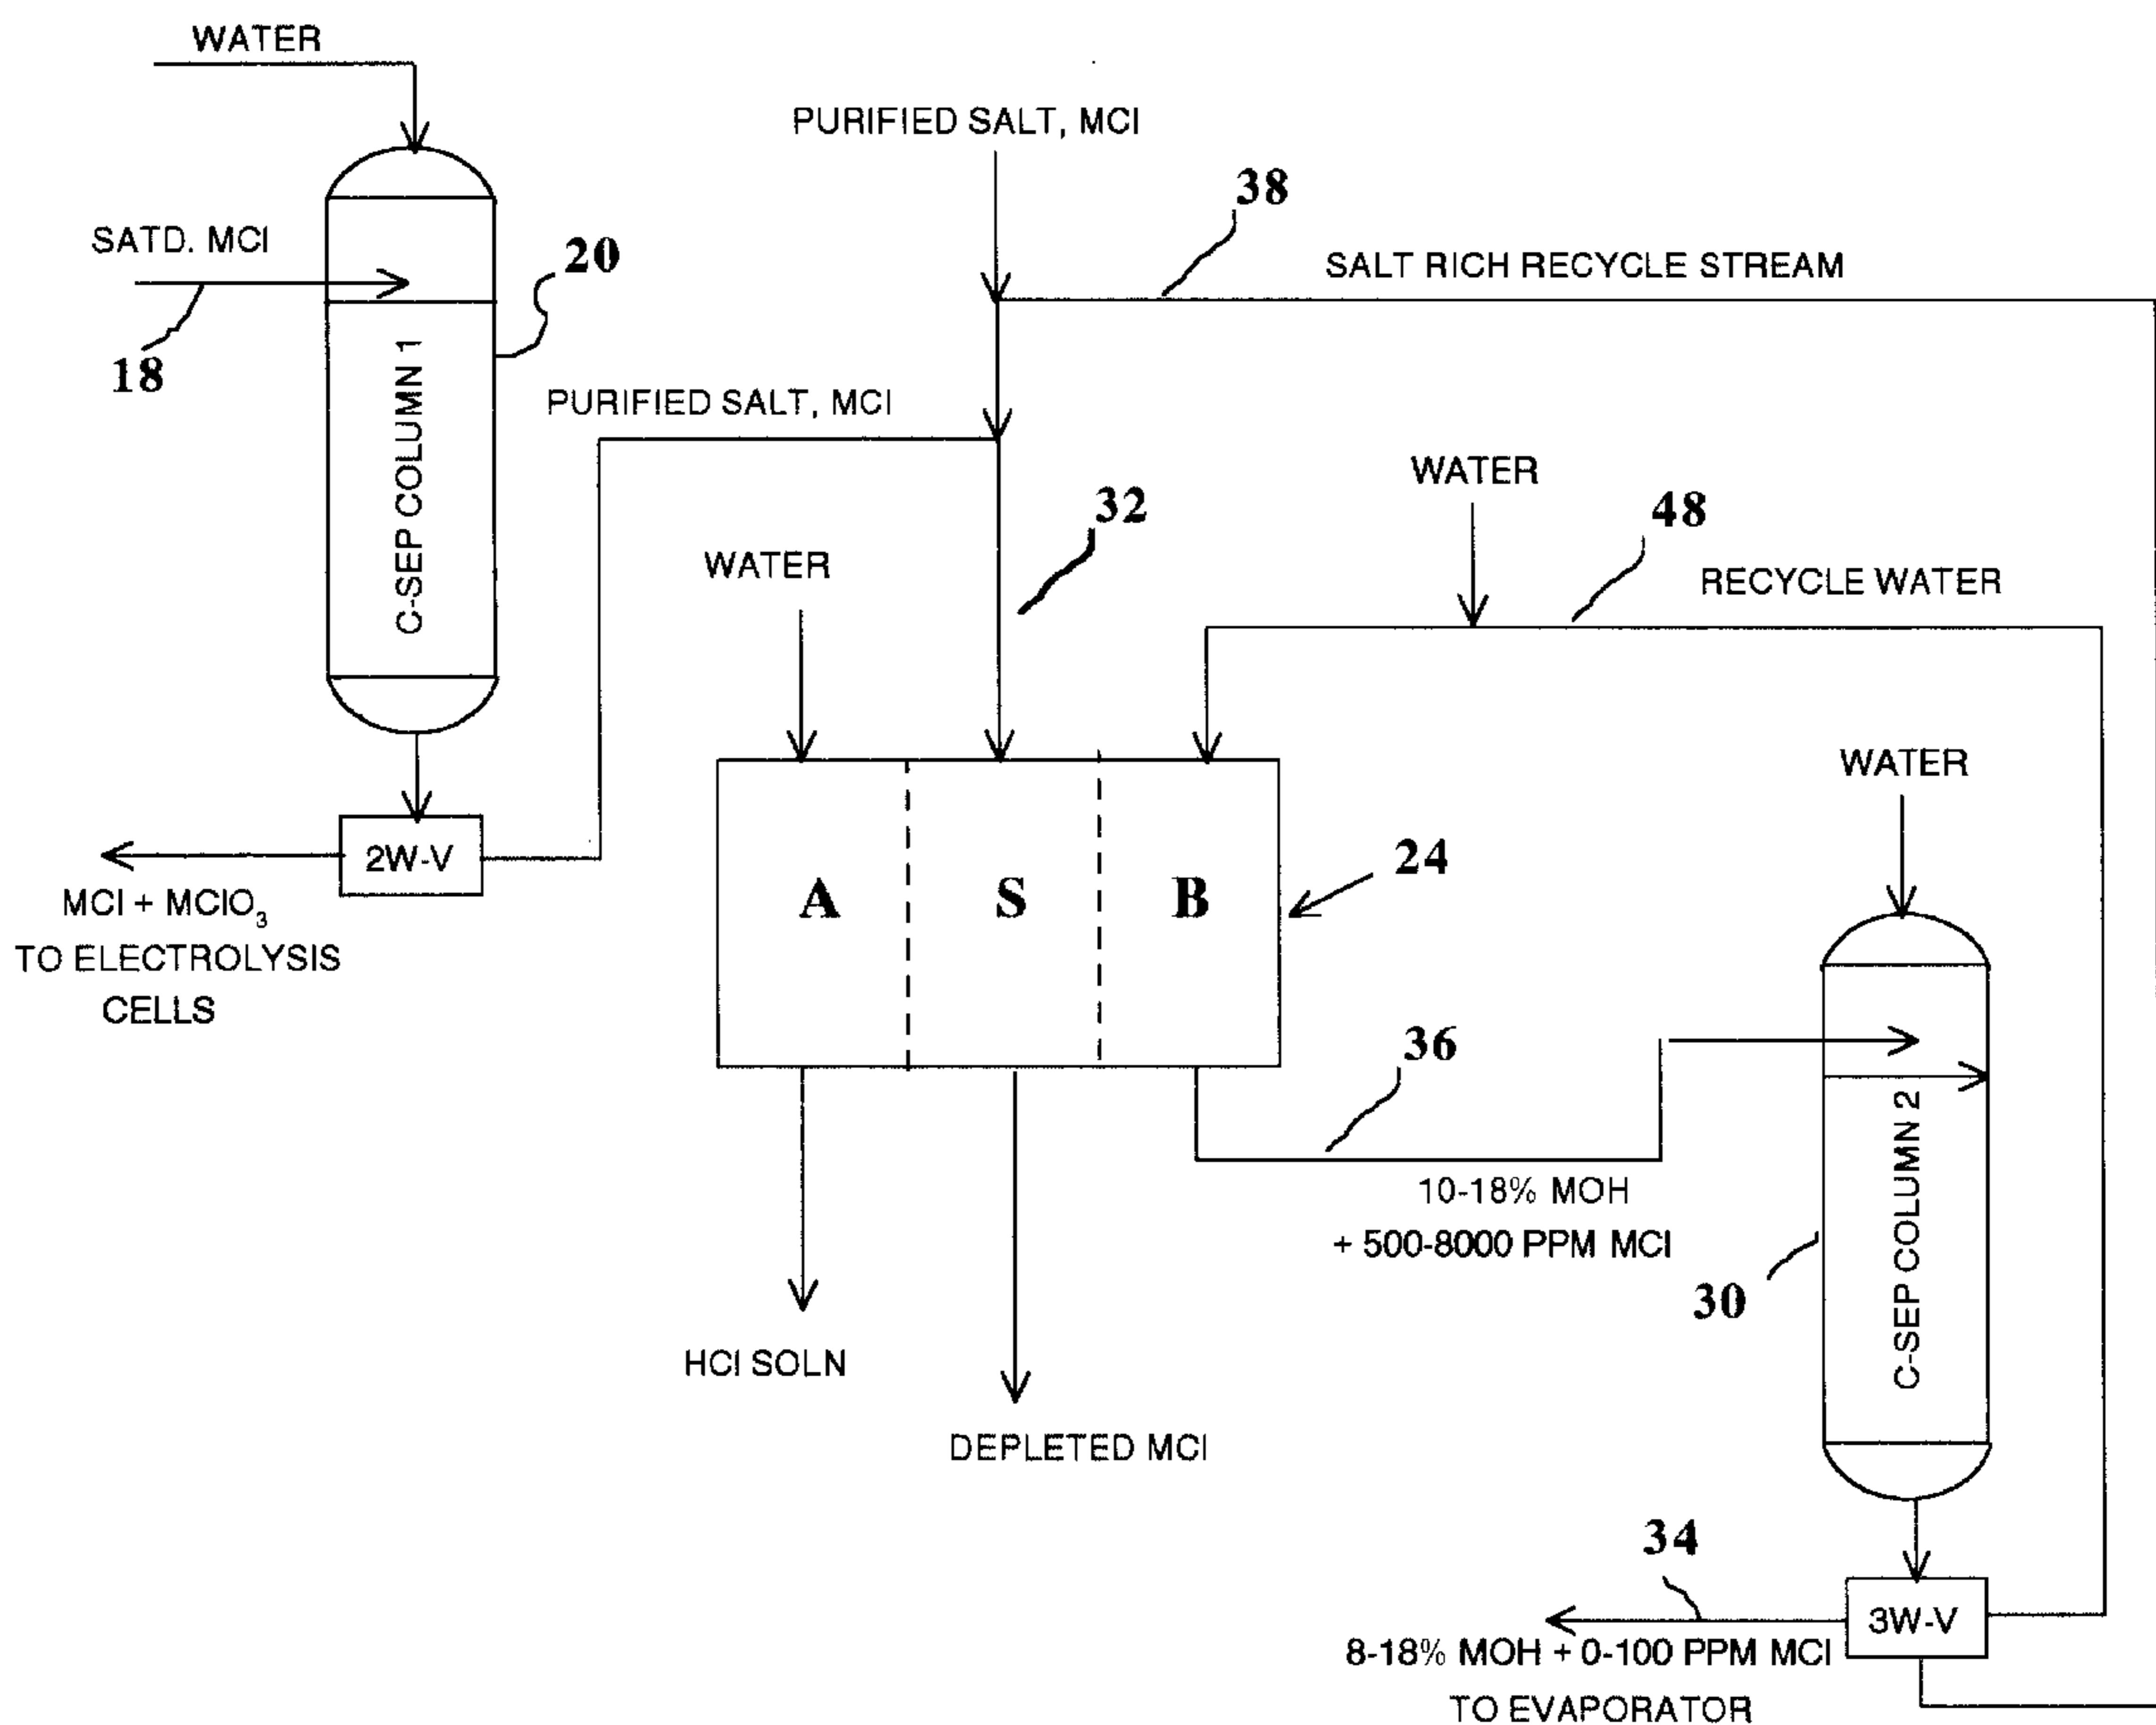 WATER
PURIFIED SALT, MCl
38
SATD. MCl
20
SALT RICH RECYCLE STREAM
18
C-SEP COLUMN 1
PURIFIED SALT, MCl
WATER
32
48
WATER
RECYCLE WATER
WATER
2W-V
A
S
B
24
MCl + MClO3
TO ELECTROLYSIS
CELLS
36
C-SEP COLUMN 2
10-18% MOH
+ 500-8000 PPM MCl
30
HCl SOLN
DEPLETED MCl
34
3W-V
8-18% MOH + 0-100 PPM MCl
TO EVAPORATOR